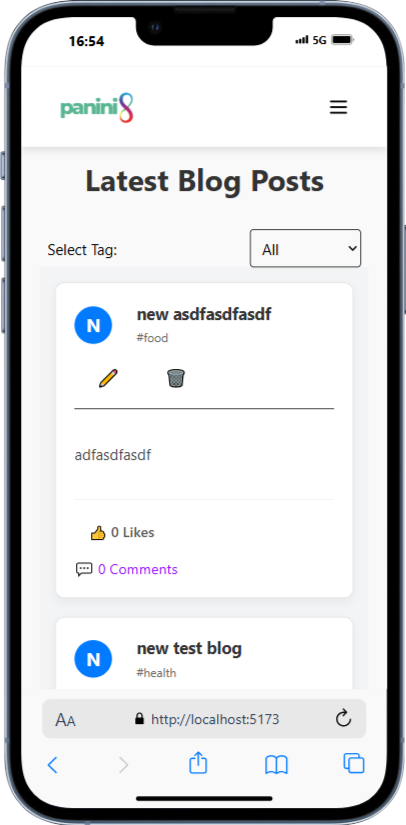 16:54 5G
panini8
Latest Blog Posts
Select Tag: All
N new asdfasdfasdf
#food
adfasdfasdf
0 Likes
0 Comments
N new test blog
#health
AA http://localhost:5173